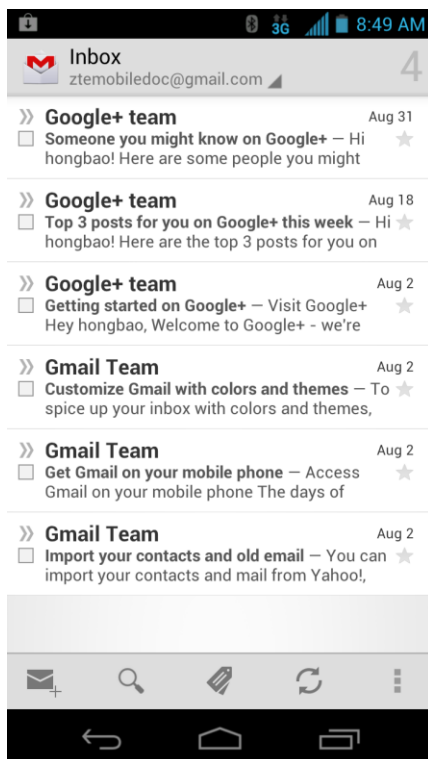 3G 8:49 AM
Inbox
ztemobiledoc@gmail.com
4
Google+ team Aug 31
Someone you might know on Google+ — Hi
hongbao! Here are some people you might
Google+ team Aug 18
Top 3 posts for you on Google+ this week — Hi
hongbao! Here are the top 3 posts for you on
Google+ team Aug 2
Getting started on Google+ — Visit Google+
Hey hongbao, Welcome to Google+ - we're
Gmail Team Aug 2
Customize Gmail with colors and themes — To
spice up your inbox with colors and themes,
Gmail Team Aug 2
Get Gmail on your mobile phone — Access
Gmail on your mobile phone The days of
Gmail Team Aug 2
Import your contacts and old email — You can
import your contacts and mail from Yahoo!,